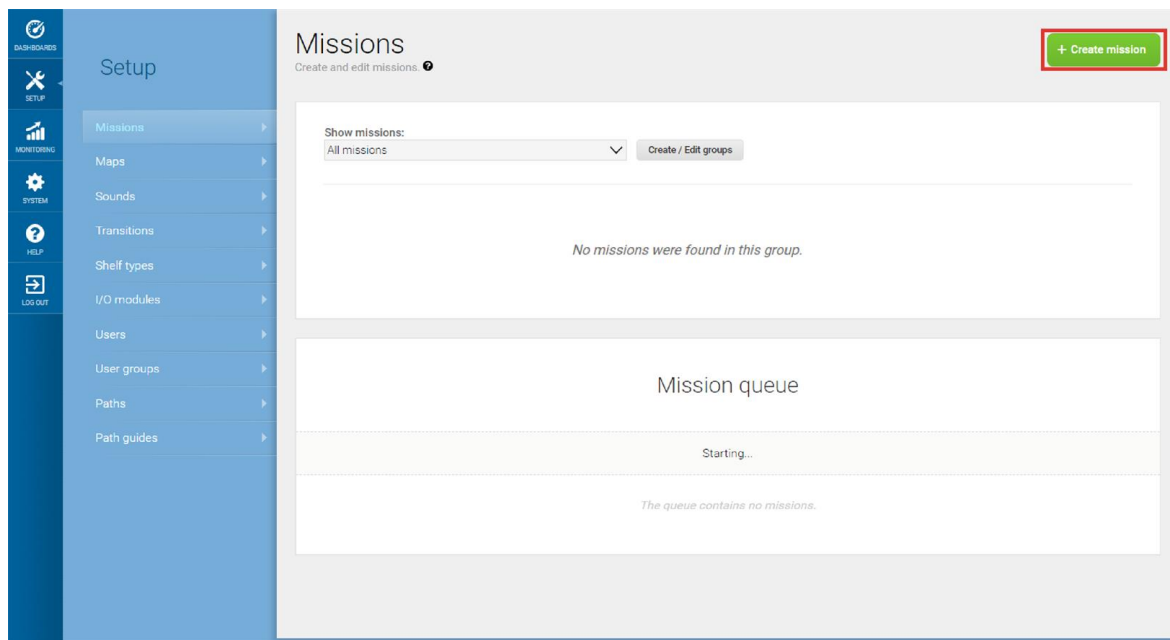 DASHBOARDS
SETUP
MONITORING
SYSTEM
HELP
LOG OUT
Setup
Missions
Maps
Sounds
Transitions
Shelf types
I/O modules
Users
User groups
Paths
Path guides
Missions
Create and edit missions. ?
+ Create mission
Show missions:
All missions
Create / Edit groups
No missions were found in this group.
Mission queue
Starting...
The queue contains no missions.